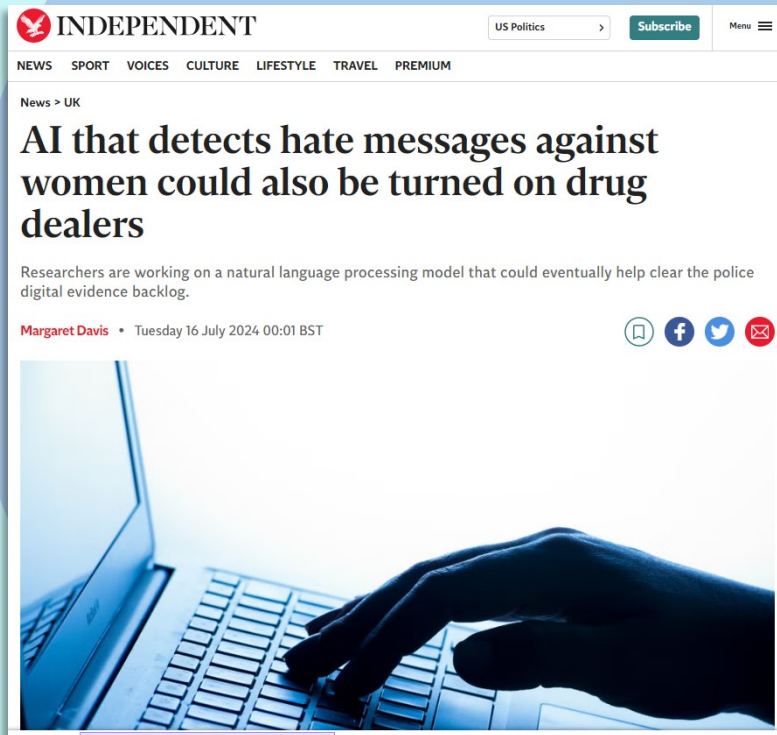 INDEPENDENT
US Politics >
Subscribe
Menu
NEWS SPORT VOICES CULTURE LIFESTYLE TRAVEL PREMIUM
News > UK
AI that detects hate messages against
women could also be turned on drug
dealers
Researchers are working on a natural language processing model that could eventually help clear the police
digital evidence backlog.
Margaret Davis • Tuesday 16 July 2024 00:01 BST